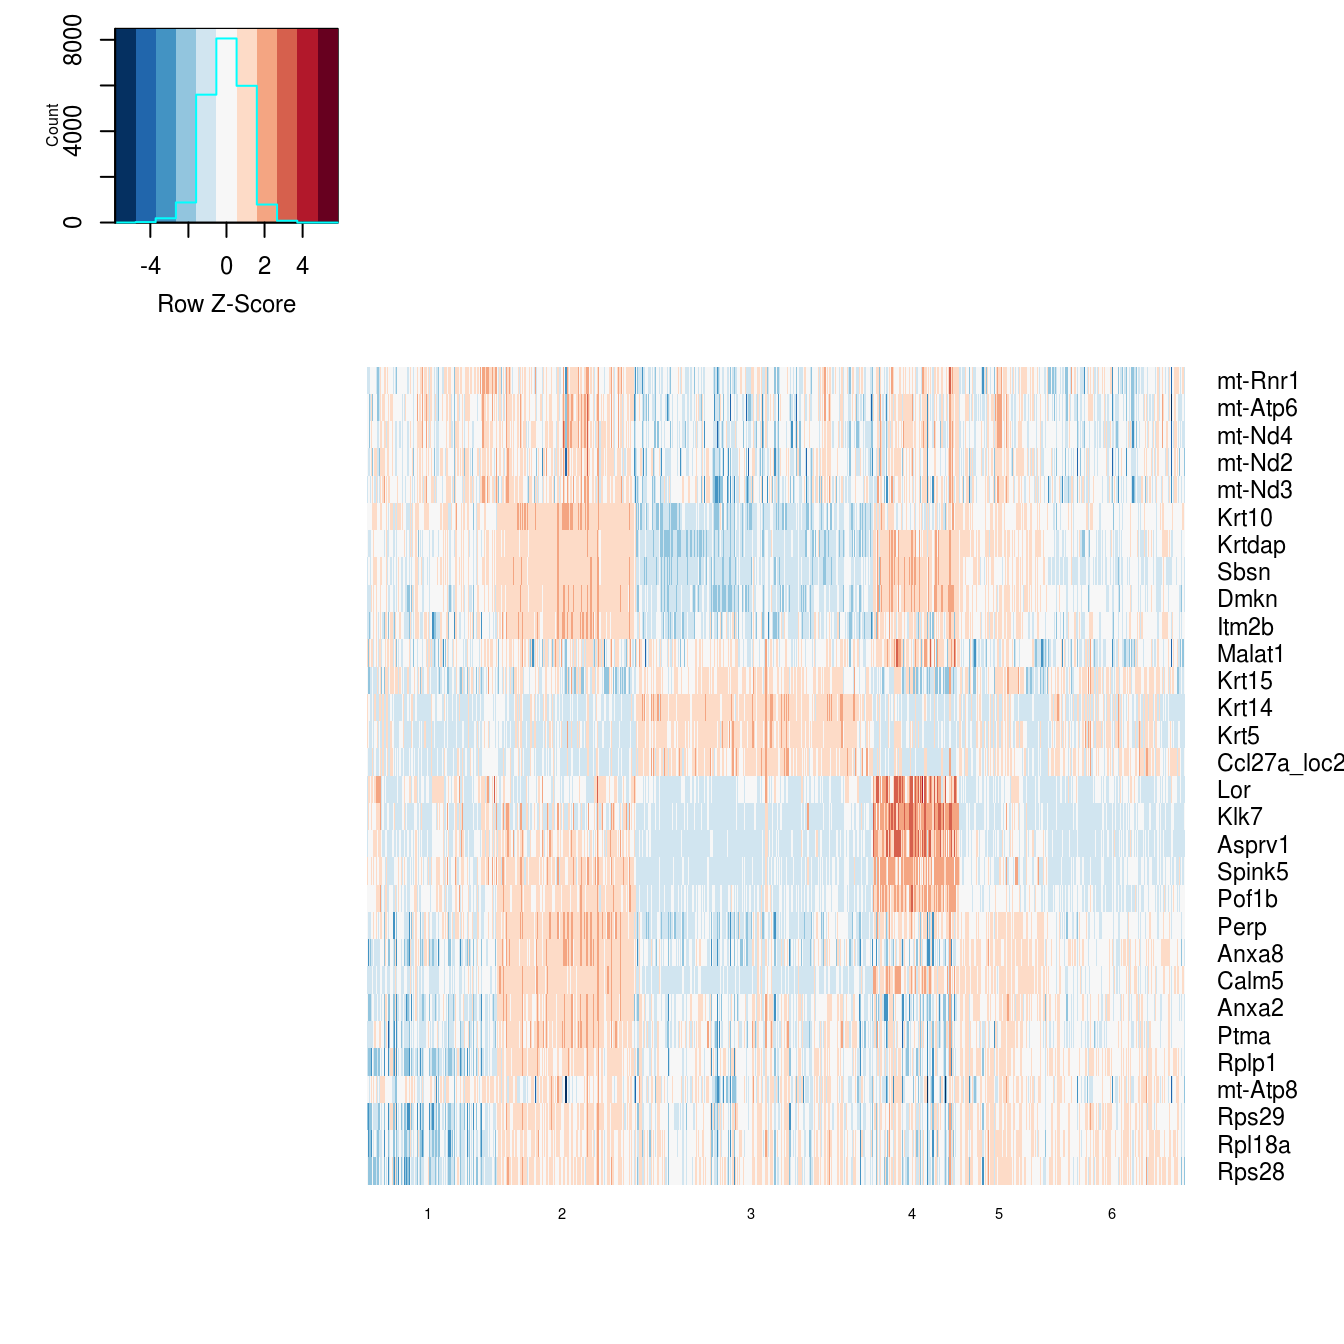 8000
4000
0
Count
-4 0 2 4
Row Z-Score
mt-Rnr1
mt-Atp6
mt-Nd4
mt-Nd2
mt-Nd3
Krt10
Krtdap
Sbsn
Dmkn
Itm2b
Malat1
Krt15
Krt14
Krt5
Ccl27a_loc2
Lor
Klk7
Asprv1
Spink5
Pof1b
Perp
Anxa8
Calm5
Anxa2
Ptma
Rplp1
mt-Atp8
Rps29
Rpl18a
Rps28
1 2 3 4 5 6